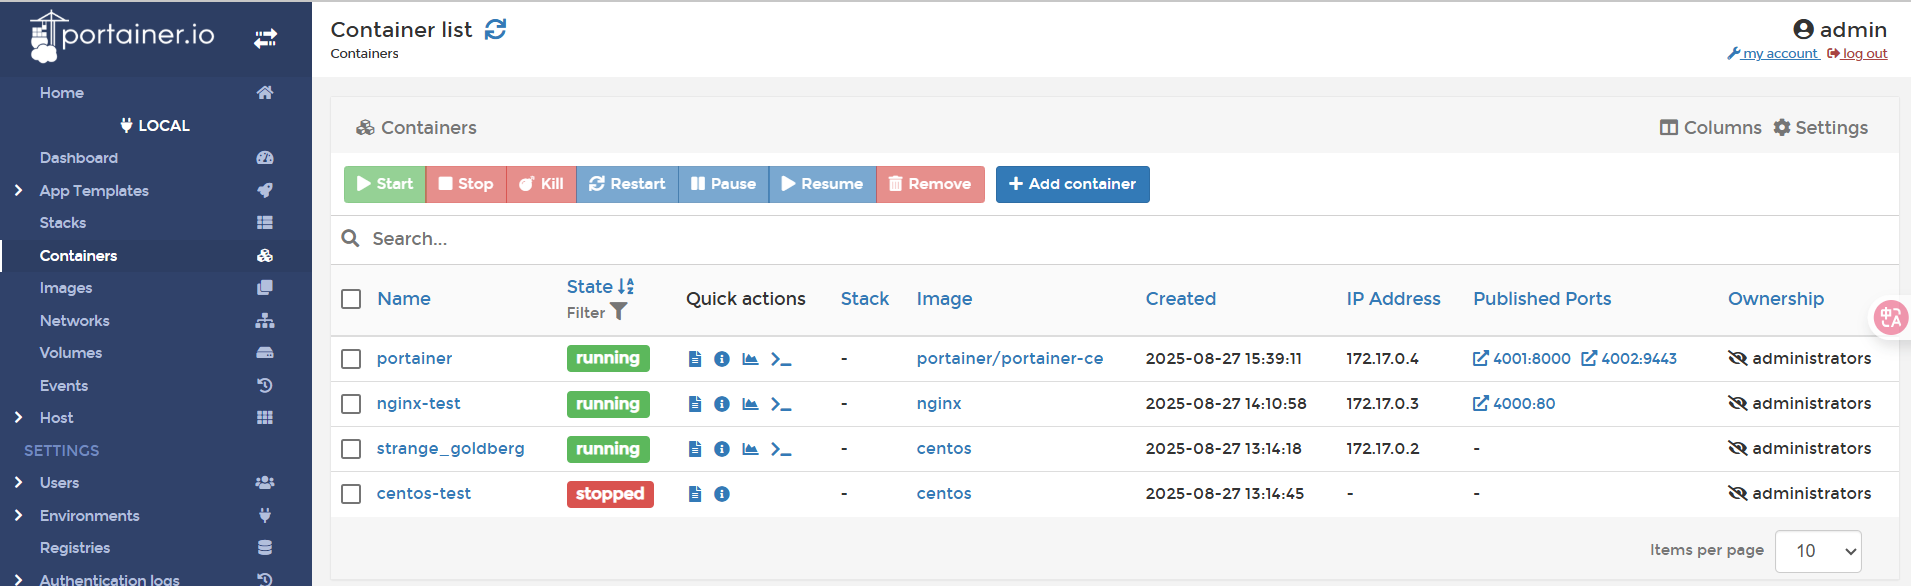 portainer.io
Home
LOCAL
Dashboard
App Templates
Stacks
Containers
Images
Networks
Volumes
Events
Host
SETTINGS
Users
Environments
Registries
Authentication logs
Container list
Containers
admin
my account log out
Containers
Columns Settings
Start Stop Kill Restart Pause Resume Remove Add container
Search...
Name State Filter Quick actions Stack Image Created IP Address Published Ports Ownership
portainer running - portainer/portainer-ce 2025-08-27 15:39:11 172.17.0.4 4001:8000 4002:9443 administrators
nginx-test running - nginx 2025-08-27 14:10:58 172.17.0.3 4000:80 administrators
strange_goldberg running - centos 2025-08-27 13:14:18 172.17.0.2 - administrators
centos-test stopped - centos 2025-08-27 13:14:45 - - administrators
Items per page 10
中A